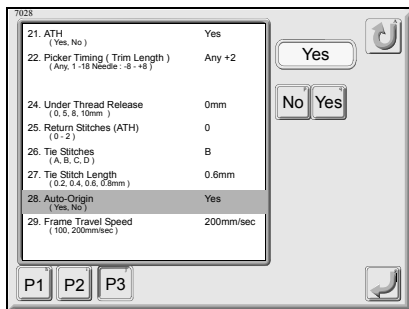 7028
21. ATH Yes
( Yes, No )
22. Picker Timing ( Trim Length ) Any +2
( Any, 1 -18 Needle : -8 - +8 )
24. Under Thread Release 0mm
( 0, 5, 8, 10mm )
25. Return Stitches (ATH) 0
( 0 - 2 )
26. Tie Stitches B
( A, B, C, D )
27. Tie Stitch Length 0.6mm
( 0.2, 0.4, 0.6, 0.8mm )
28. Auto-Origin Yes
( Yes, No )
29. Frame Travel Speed 200mm/sec
( 100, 200mm/sec )
Yes
No Yes
P1 P2 P3